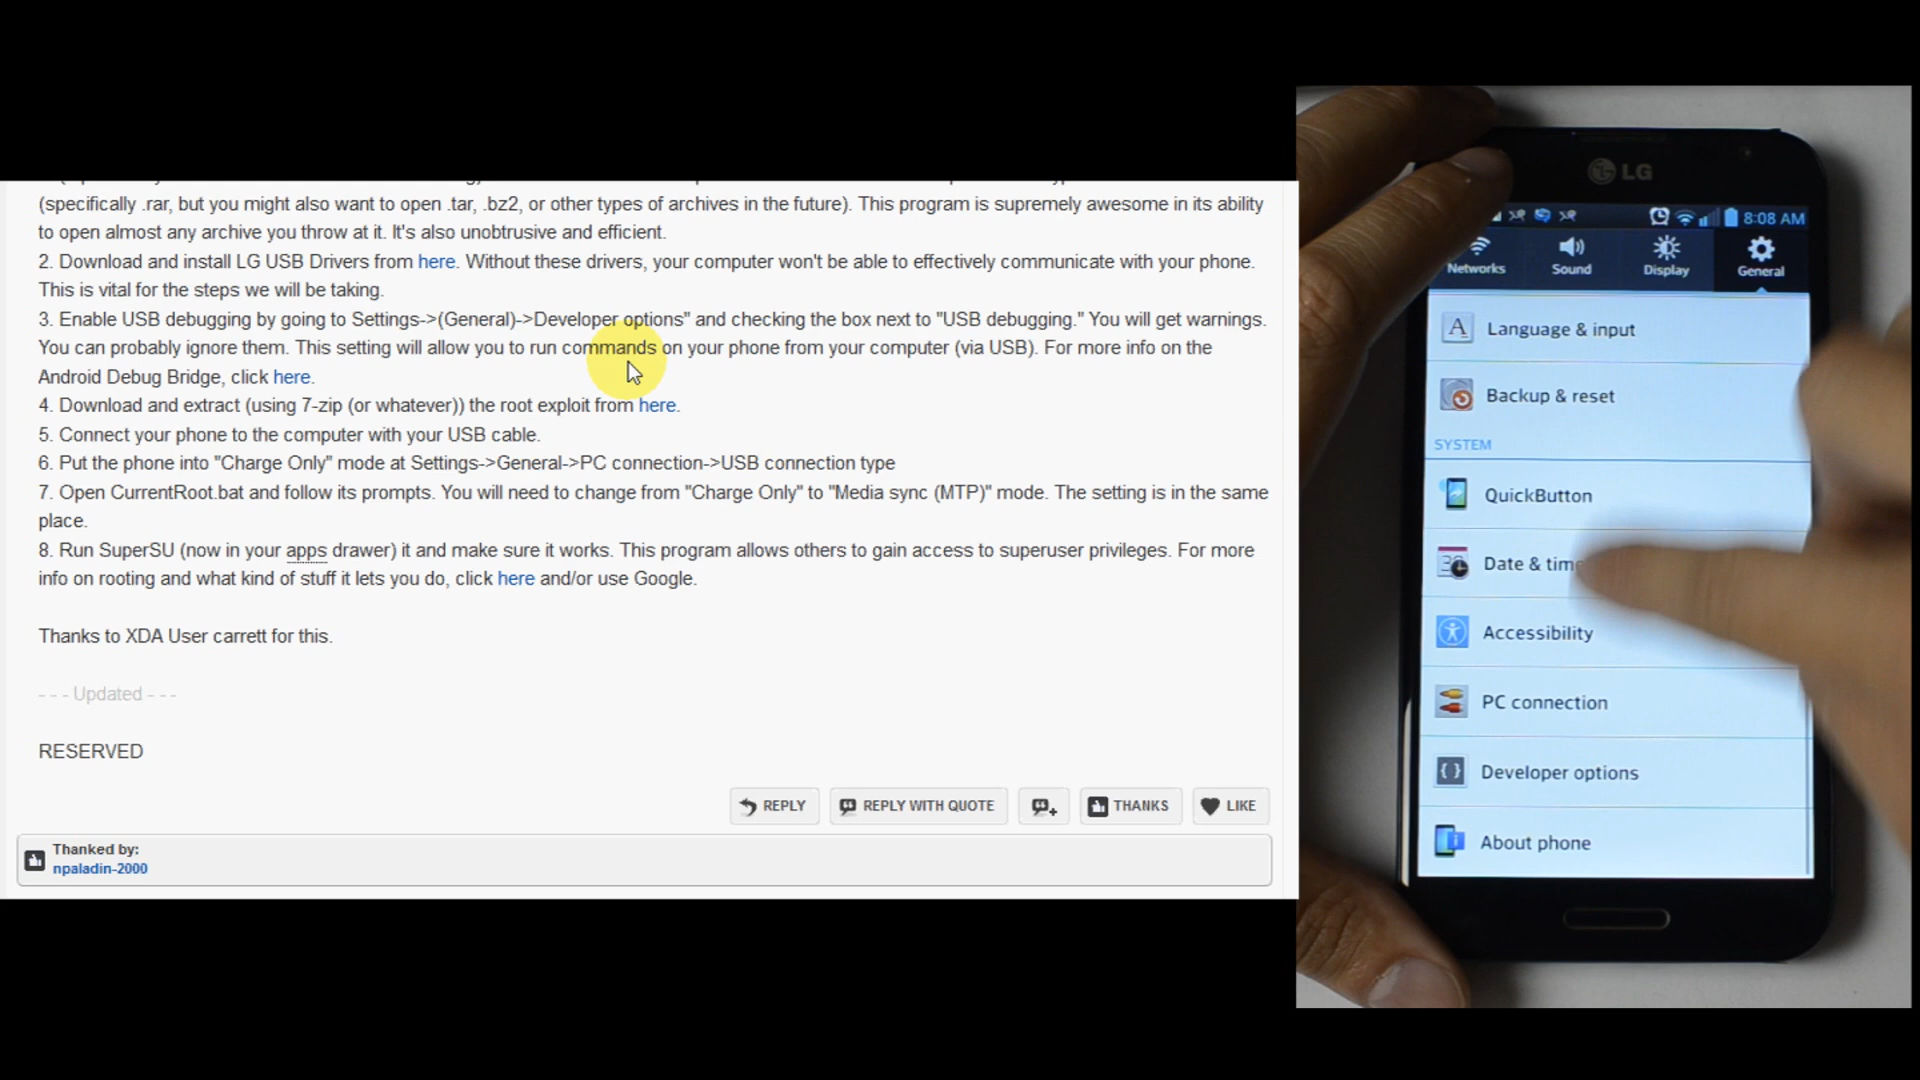 (specifically .rar, but you might also want to open .tar, .bz2, or other types of archives in the future). This program is supremely awesome in its ability
to open almost any archive you throw at it. It's also unobtrusive and efficient.
2. Download and install LG USB Drivers from here. Without these drivers, your computer won't be able to effectively communicate with your phone.
This is vital for the steps we will be taking.
3. Enable USB debugging by going to Settings->(General)->Developer options" and checking the box next to "USB debugging." You will get warnings.
You can probably ignore them. This setting will allow you to run commands on your phone from your computer (via USB). For more info on the
Android Debug Bridge, click here.
4. Download and extract (using 7-zip (or whatever)) the root exploit from here.
5. Connect your phone to the computer with your USB cable.
6. Put the phone into "Charge Only" mode at Settings->General->PC connection->USB connection type
7. Open CurrentRoot.bat and follow its prompts. You will need to change from "Charge Only" to "Media sync (MTP)" mode. The setting is in the same
place.
8. Run SuperSU (now in your apps drawer) it and make sure it works. This program allows others to gain access to superuser privileges. For more
info on rooting and what kind of stuff it lets you do, click here and/or use Google.
Thanks to XDA User carrett for this.
- - - Updated - - -
RESERVED
REPLY REPLY WITH QUOTE THANKS LIKE
Thanked by:
npaladin-2000
LG
8:08 AM
Networks Sound Display General
Language & input
Backup & reset
SYSTEM
QuickButton
Date & time
Accessibility
PC connection
Developer options
About phone